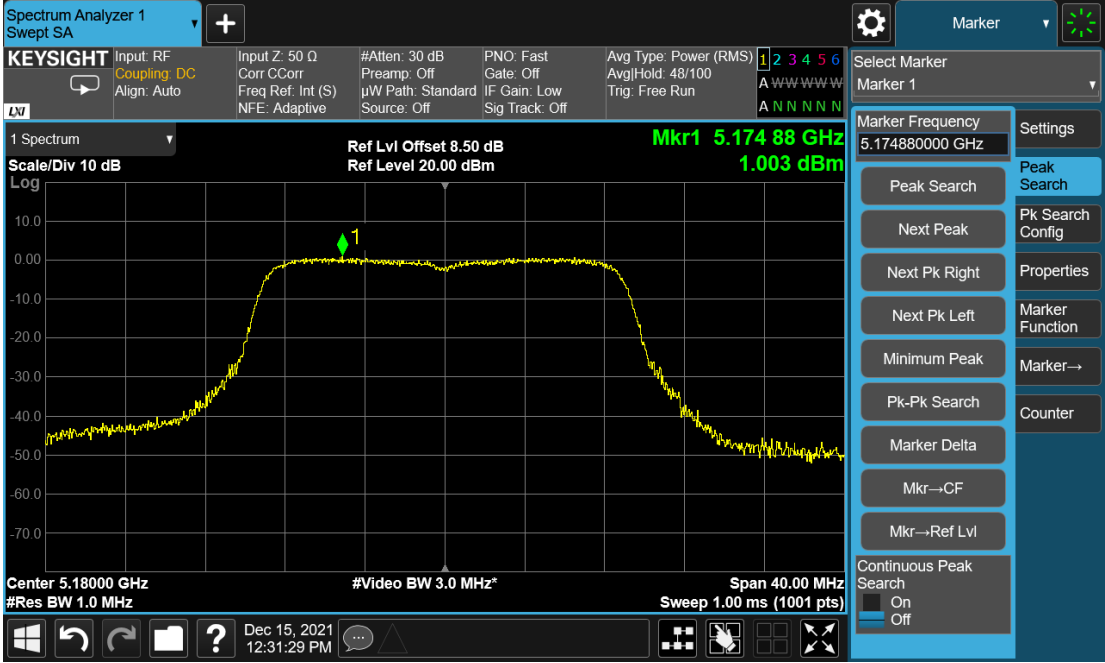 Spectrum Analyzer 1
Swept SA
+
Marker
KEYSIGHT
LXI
Input: RF
Coupling: DC
Align: Auto
Input Z: 50 Ω
Corr CCorr
Freq Ref: Int (S)
NFE: Adaptive
#Atten: 30 dB
Preamp: Off
µW Path: Standard
Source: Off
PNO: Fast
Gate: Off
IF Gain: Low
Sig Track: Off
Avg Type: Power (RMS)
Avg|Hold: 48/100
Trig: Free Run
1 2 3 4 5 6
A W W W W W
A N N N N N
Select Marker
Marker 1
1 Spectrum
Scale/Div 10 dB
Log
Ref Lvl Offset 8.50 dB
Ref Level 20.00 dBm
Mkr1 5.174 88 GHz
1.003 dBm
1
10.0
0.00
-10.0
-20.0
-30.0
-40.0
-50.0
-60.0
-70.0
Center 5.18000 GHz
#Res BW 1.0 MHz
#Video BW 3.0 MHz*
Span 40.00 MHz
Sweep 1.00 ms (1001 pts)
Marker Frequency
5.174880000 GHz
Peak Search
Next Peak
Next Pk Right
Next Pk Left
Minimum Peak
Pk-Pk Search
Marker Delta
Mkr→CF
Mkr→Ref Lvl
Continuous Peak
Search
On
Off
Settings
Peak
Search
Pk Search
Config
Properties
Marker
Function
Marker→
Counter
?
Dec 15, 2021
12:31:29 PM